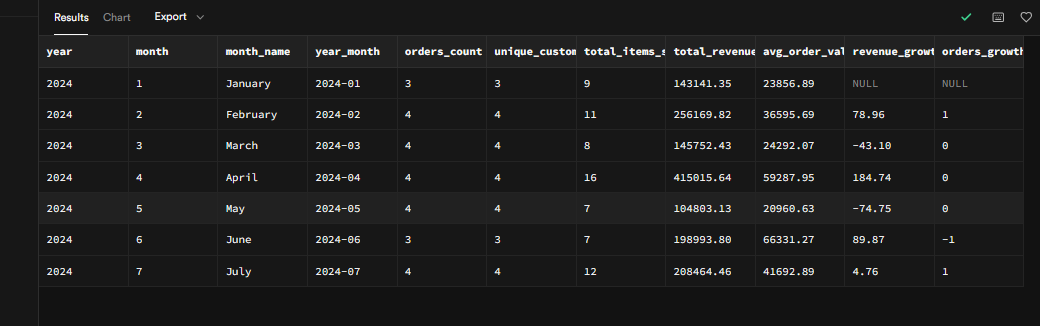 Results Chart Export
year month month_name year_month orders_count unique_custom total_items_s total_revenue avg_order_val revenue_growt orders_growth
2024 1 January 2024-01 3 3 9 143141.35 23856.89 NULL NULL
2024 2 February 2024-02 4 4 11 256169.82 36595.69 78.96 1
2024 3 March 2024-03 4 4 8 145752.43 24292.07 -43.10 0
2024 4 April 2024-04 4 4 16 415015.64 59287.95 184.74 0
2024 5 May 2024-05 4 4 7 104803.13 20960.63 -74.75 0
2024 6 June 2024-06 3 3 7 198993.80 66331.27 89.87 -1
2024 7 July 2024-07 4 4 12 208464.46 41692.89 4.76 1